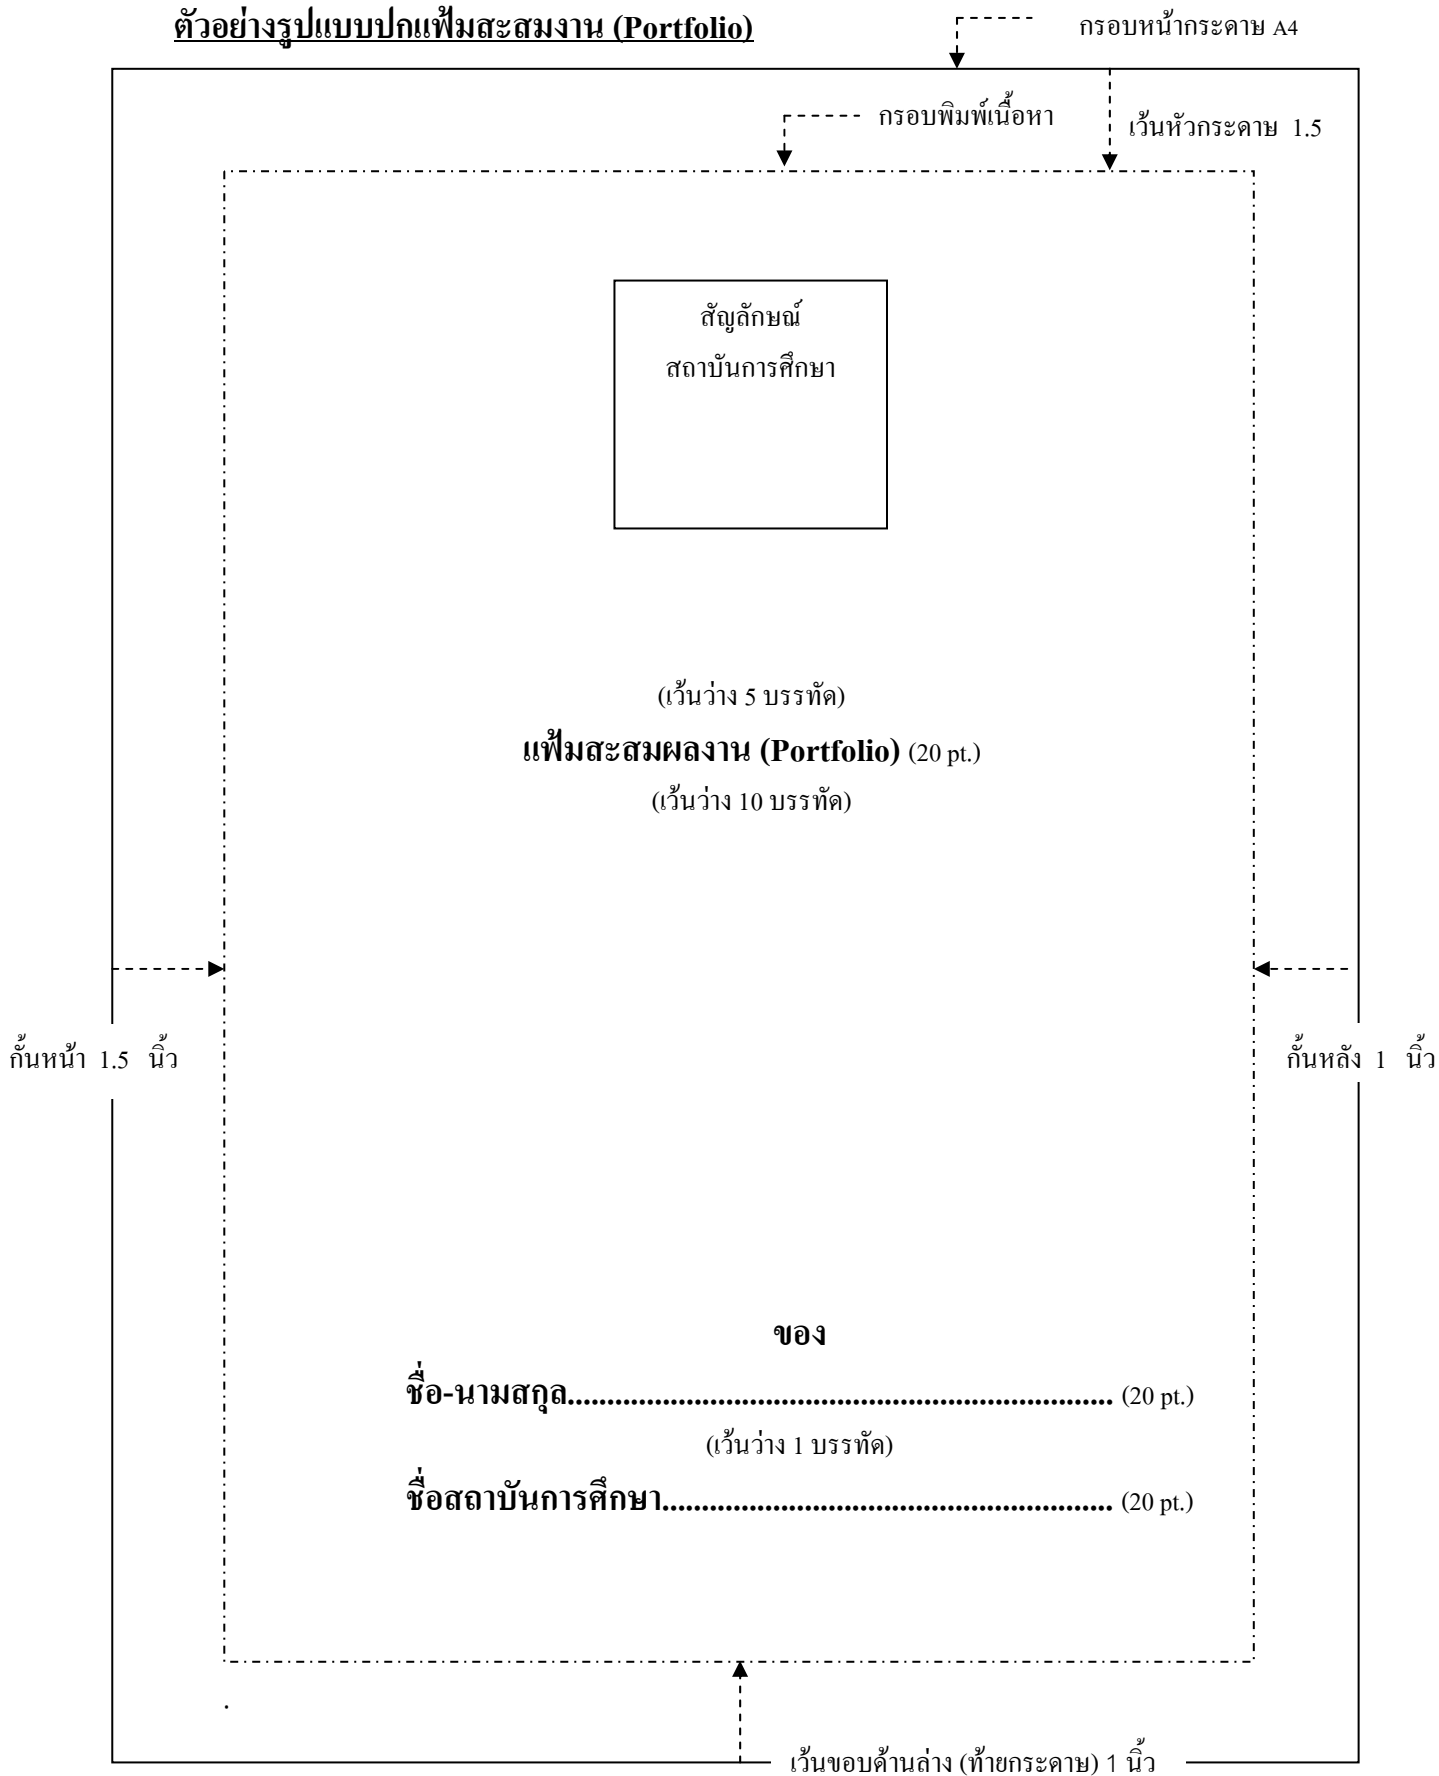 ตัวอย่างรูปแบบปกแฟ้มสะสมงาน (Portfolio)
กรอบหน้ากระดาษ A4
กรอบพิมพ์เนื้อหา
เว้นหัวกระดาษ 1.5
สัญลักษณ์
สถาบันการศึกษา
(เว้นว่าง 5 บรรทัด)
แฟ้มสะสมผลงาน (Portfolio) (20 pt.)
(เว้นว่าง 10 บรรทัด)
กั้นหน้า 1.5 นิ้ว
กั้นหลัง 1 นิ้ว
ของ
ชื่อ-นามสกุล..................................................................... (20 pt.)
(เว้นว่าง 1 บรรทัด)
ชื่อสถาบันการศึกษา......................................................... (20 pt.)
.
เว้นขอบด้านล่าง (ท้ายกระดาษ) 1 นิ้ว